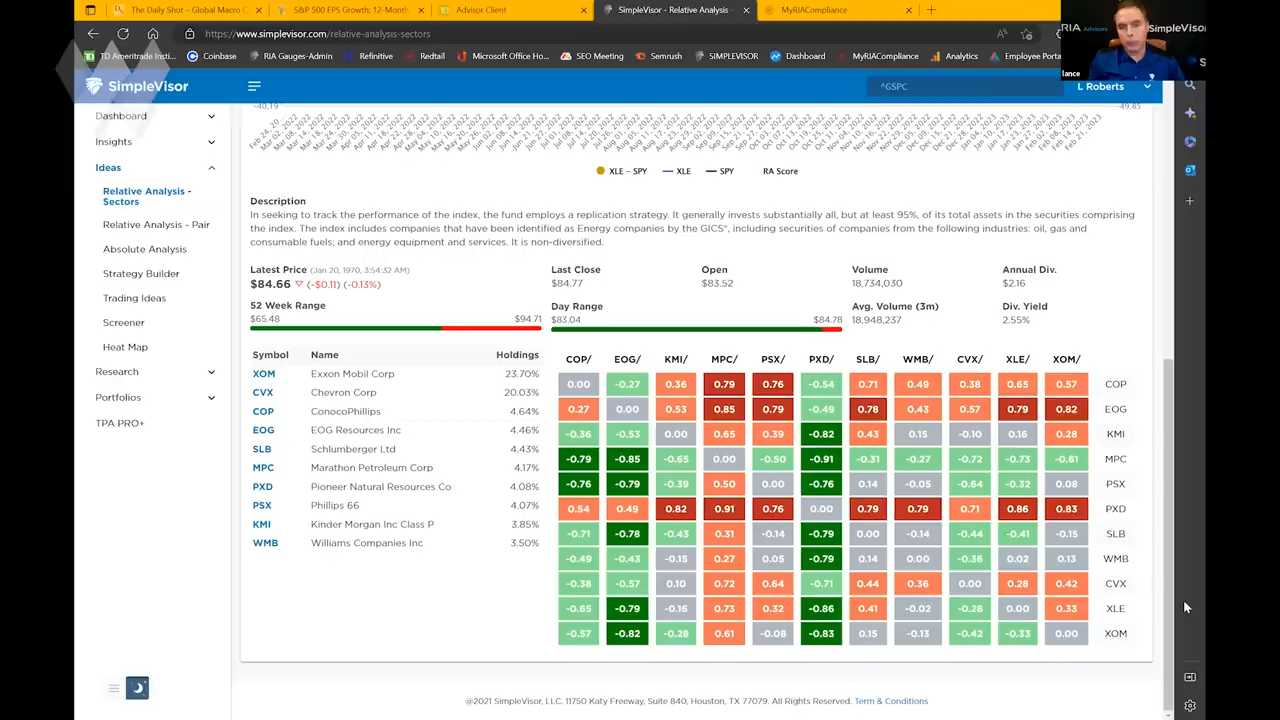 The Daily Shot – Global Macro C
S&P 500 EPS Growth: 12-Month
Advisor Client
SimpleVisor - Relative Analysis -
MyRIACompliance
https://www.simplevisor.com/relative-analysis-sectors
RIA Advisors
SimpleVisor
lance
TD Ameritrade Insti...
Coinbase
RIA Gauges-Admin
Refinitive
Redtail
Microsoft Office Ho...
SEO Meeting
Semrush
SIMPLEVISOR
Dashboard
MyRIACompliance
Analytics
Employee Porta
SimpleVisor
^GSPC
L Roberts
Dashboard
Insights
Ideas
Relative Analysis -
Sectors
Relative Analysis - Pair
Absolute Analysis
Strategy Builder
Trading Ideas
Screener
Heat Map
Research
Portfolios
TPA PRO+
-40.19
-49.85
XLE – SPY
XLE
SPY
RA Score
Description
In seeking to track the performance of the index, the fund employs a replication strategy. It generally invests substantially all, but at least 95%, of its total assets in the securities comprising
the index. The index includes companies that have been identified as Energy companies by the GICS®, including securities of companies from the following industries: oil, gas and
consumable fuels; and energy equipment and services. It is non-diversified.
Latest Price (Jan 20, 1970, 3:54:32 AM)
$84.66 (-$0.11) (-0.13%)
Last Close
$84.77
Open
$83.52
Volume
18,734,030
Annual Div.
$2.16
52 Week Range
$65.48 $94.71
Day Range
$83.04 $84.78
Avg. Volume (3m)
18,948,237
Div. Yield
2.55%
Symbol Name Holdings
XOM Exxon Mobil Corp 23.70%
CVX Chevron Corp 20.03%
COP ConocoPhillips 4.64%
EOG EOG Resources Inc 4.46%
SLB Schlumberger Ltd 4.43%
MPC Marathon Petroleum Corp 4.17%
PXD Pioneer Natural Resources Co 4.08%
PSX Phillips 66 4.07%
KMI Kinder Morgan Inc Class P 3.85%
WMB Williams Companies Inc 3.50%
COP/ EOG/ KMI/ MPC/ PSX/ PXD/ SLB/ WMB/ CVX/ XLE/ XOM/
0.00 -0.27 0.36 0.79 0.76 -0.54 0.71 0.49 0.38 0.65 0.57 COP
0.27 0.00 0.53 0.85 0.79 -0.49 0.78 0.43 0.57 0.79 0.82 EOG
-0.36 -0.53 0.00 0.65 0.39 -0.82 0.43 0.15 -0.10 0.16 0.28 KMI
-0.79 -0.85 -0.65 0.00 -0.50 -0.91 -0.31 -0.27 -0.72 -0.73 -0.61 MPC
-0.76 -0.79 -0.39 0.50 0.00 -0.76 0.14 -0.05 -0.64 -0.32 0.08 PSX
0.54 0.49 0.82 0.91 0.76 0.00 0.79 0.79 0.71 0.86 0.83 PXD
-0.71 -0.78 -0.43 0.31 -0.14 -0.79 0.00 -0.14 -0.44 -0.41 -0.15 SLB
-0.49 -0.43 -0.15 0.27 0.05 -0.79 0.14 0.00 -0.36 0.02 0.13 WMB
-0.38 -0.57 0.10 0.72 0.64 -0.71 0.44 0.36 0.00 0.28 0.42 CVX
-0.65 -0.79 -0.16 0.73 0.32 -0.86 0.41 -0.02 -0.28 0.00 0.33 XLE
-0.57 -0.82 -0.28 0.61 -0.08 -0.83 0.15 -0.13 -0.42 -0.33 0.00 XOM
@2021 SimpleVisor, LLC. 11750 Katy Freeway, Suite 840, Houston, TX 77079. All Rights Reserved. Term & Conditions